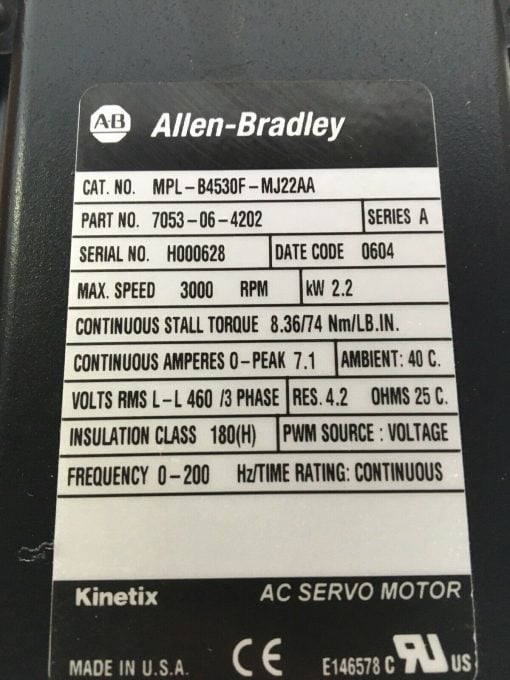 AB Allen-Bradley
CAT. NO. MPL-B4530F-MJ22AA
PART NO. 7053-06-4202 SERIES A
SERIAL NO. H000628 DATE CODE 0604
MAX. SPEED 3000 RPM kW 2.2
CONTINUOUS STALL TORQUE 8.36/74 Nm/LB.IN.
CONTINUOUS AMPERES 0-PEAK 7.1 AMBIENT: 40 C.
VOLTS RMS L-L 460 /3 PHASE RES. 4.2 OHMS 25 C.
INSULATION CLASS 180(H) PWM SOURCE : VOLTAGE
FREQUENCY 0-200 Hz/TIME RATING: CONTINUOUS
Kinetix AC SERVO MOTOR
MADE IN U.S.A. CE E146578 C RU US